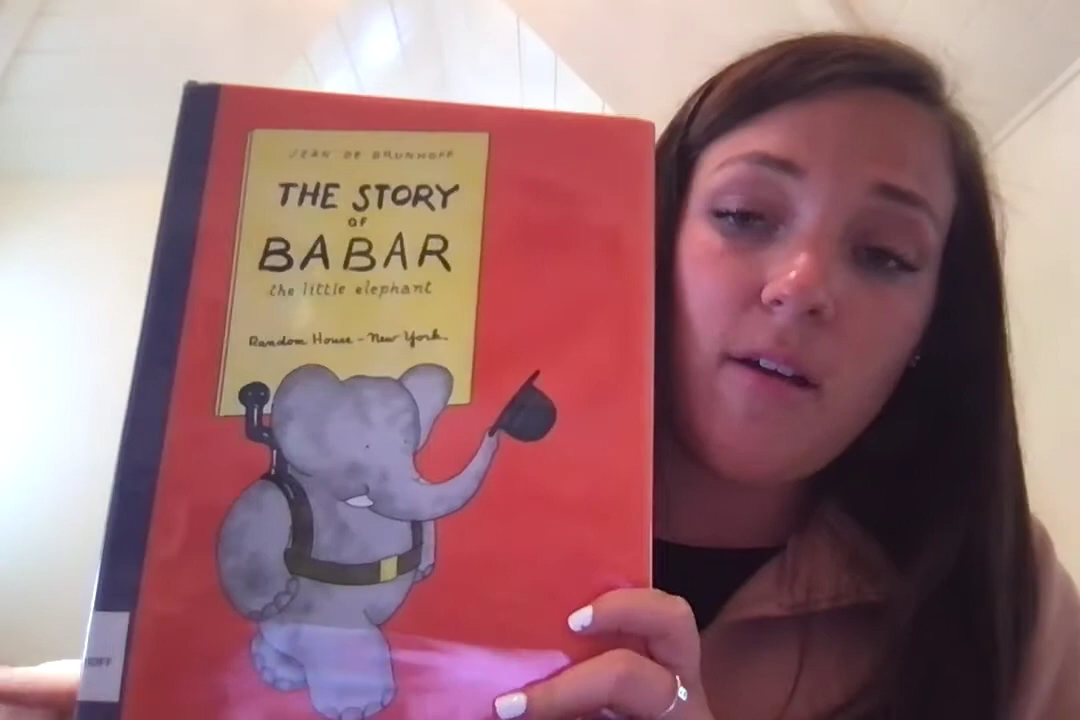 JEAN DE BRUNHOFF
THE STORY
OF
BABAR
the little elephant
Random House - New York